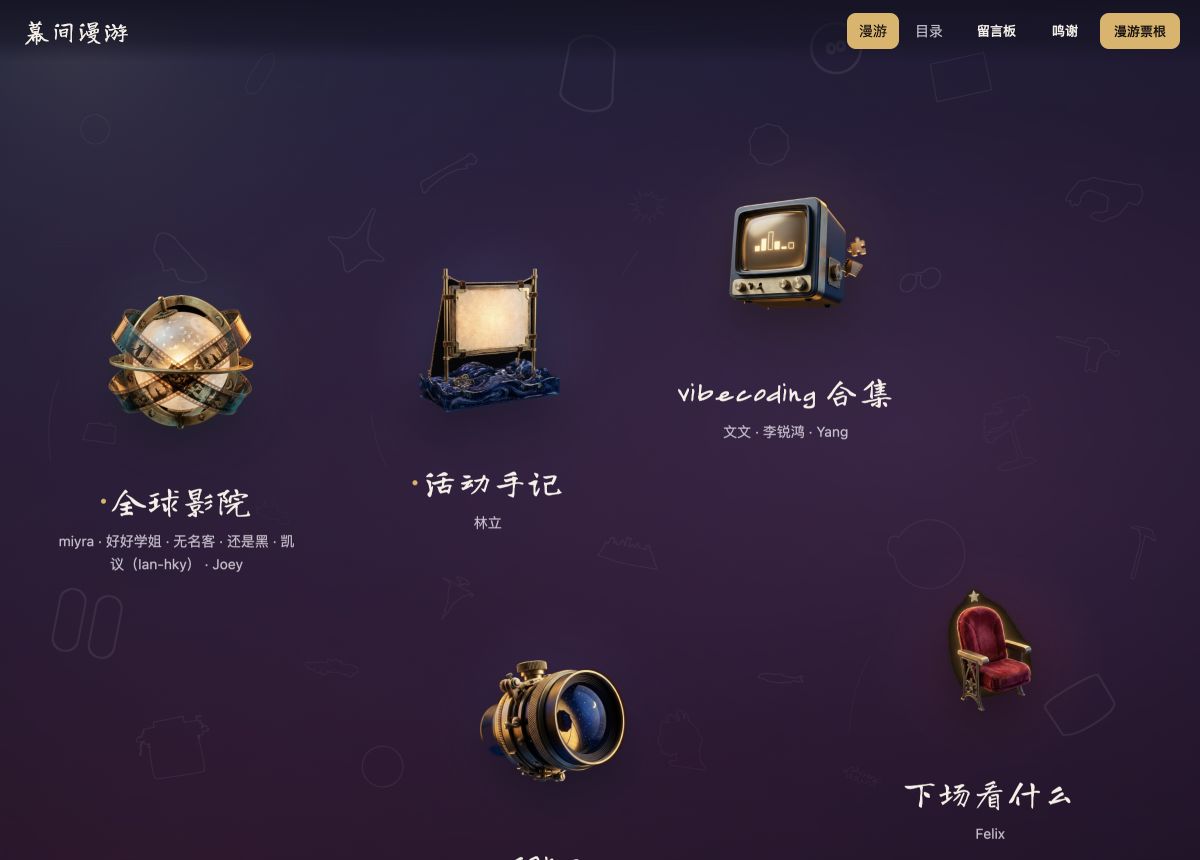 幕间漫游
漫游
目录
留言板
鸣谢
漫游票根
vibecoding 合集
文文 · 李锐鸿 · Yang
·活动手记
林立
·全球影院
miyra · 好好学姐 · 无名客 · 还是黑 · 凯
议（lan-hky） · Joey
下场看什么
Felix